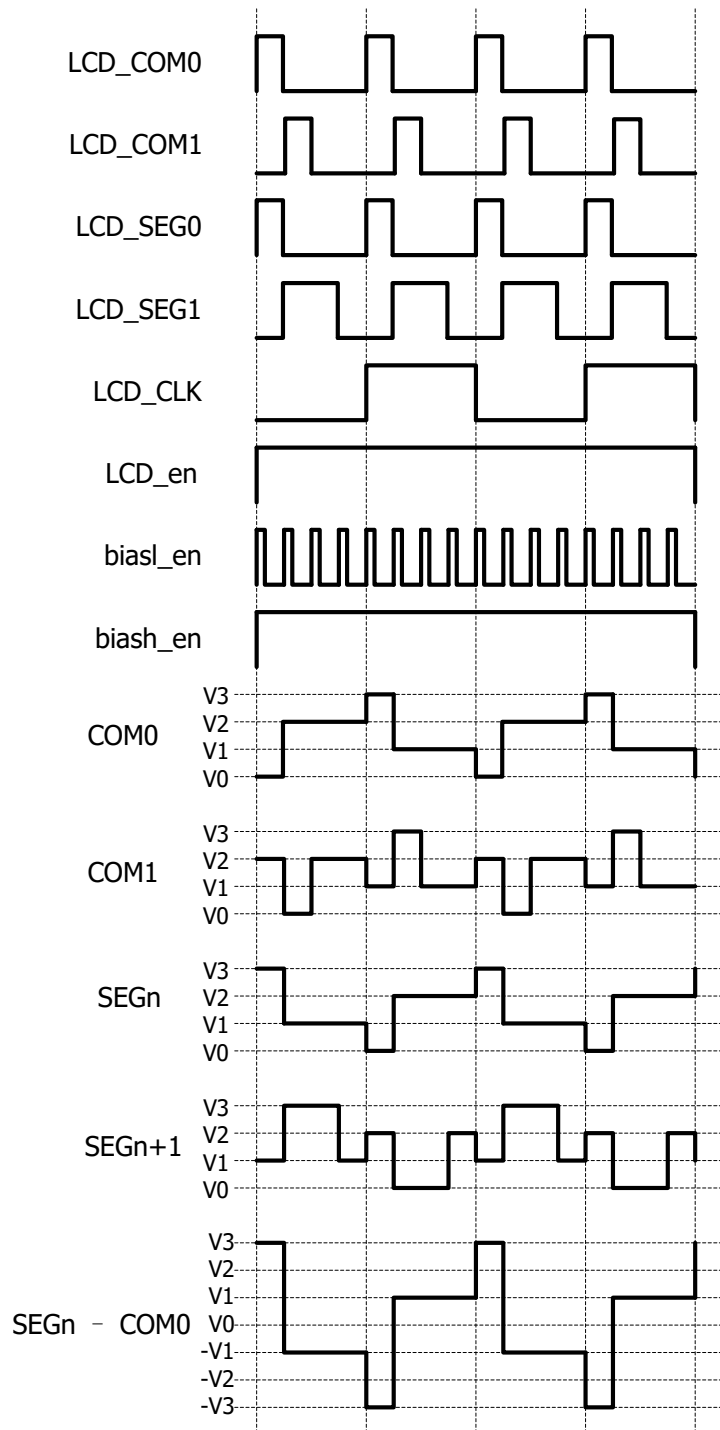 LCD_COM0
LCD_COM1
LCD_SEG0
LCD_SEG1
LCD_CLK
LCD_en
biasl_en
biash_en
V3
V2
COM0
V1
V0
V3
V2
COM1
V1
V0
V3
SEGn
V2
V1
V0
V3
V2
SEGn+1
V1
V0
V3
V2
V1
SEGn - COM0 V0
-V1
-V2
-V3